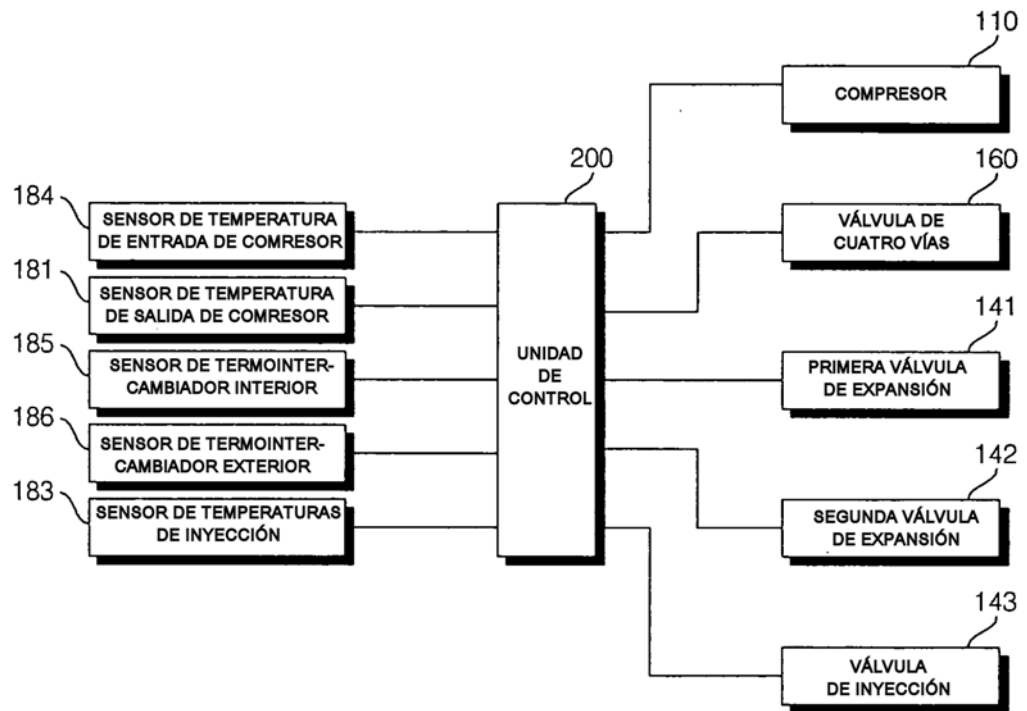 110
COMPRESOR
200
160
184
SENSOR DE TEMPERATURA
DE ENTRADA DE COMRESOR
VÁLVULA DE
CUATRO VÍAS
181
SENSOR DE TEMPERATURA
DE SALIDA DE COMRESOR
185
SENSOR DE TERMOINTER-
CAMBIADOR INTERIOR
UNIDAD
DE
CONTROL
141
PRIMERA VÁLVULA
DE EXPANSIÓN
186
SENSOR DE TERMOINTER-
CAMBIADOR EXTERIOR
142
SEGUNDA VÁLVULA
DE EXPANSIÓN
183
SENSOR DE TEMPERATURAS
DE INYECCIÓN
143
VÁLVULA
DE INYECCIÓN